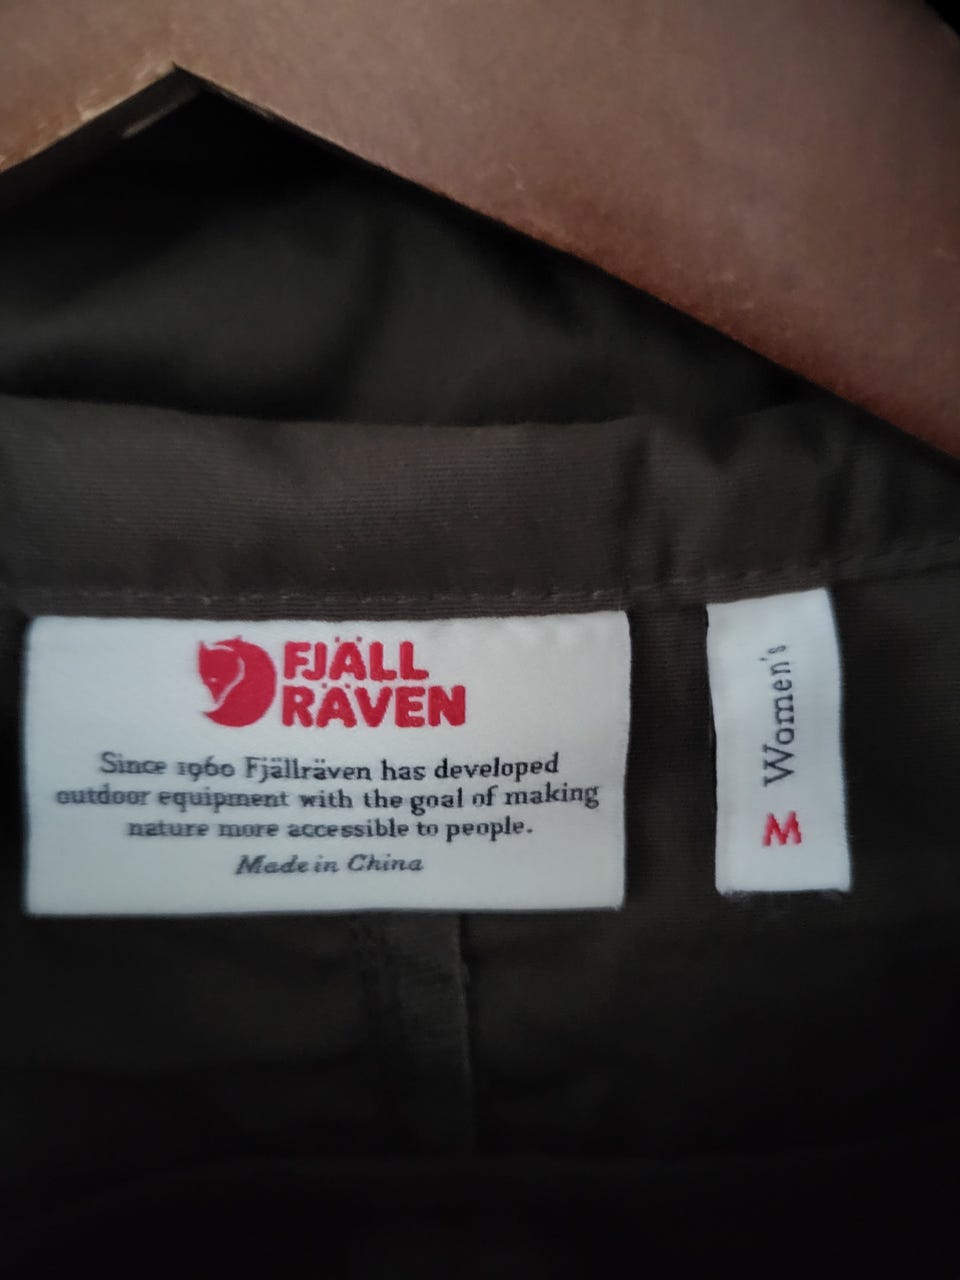 FJÄLL
RÄVEN
Since 1960 Fjällräven has developed
outdoor equipment with the goal of making
nature more accessible to people.
Made in China
M Women's